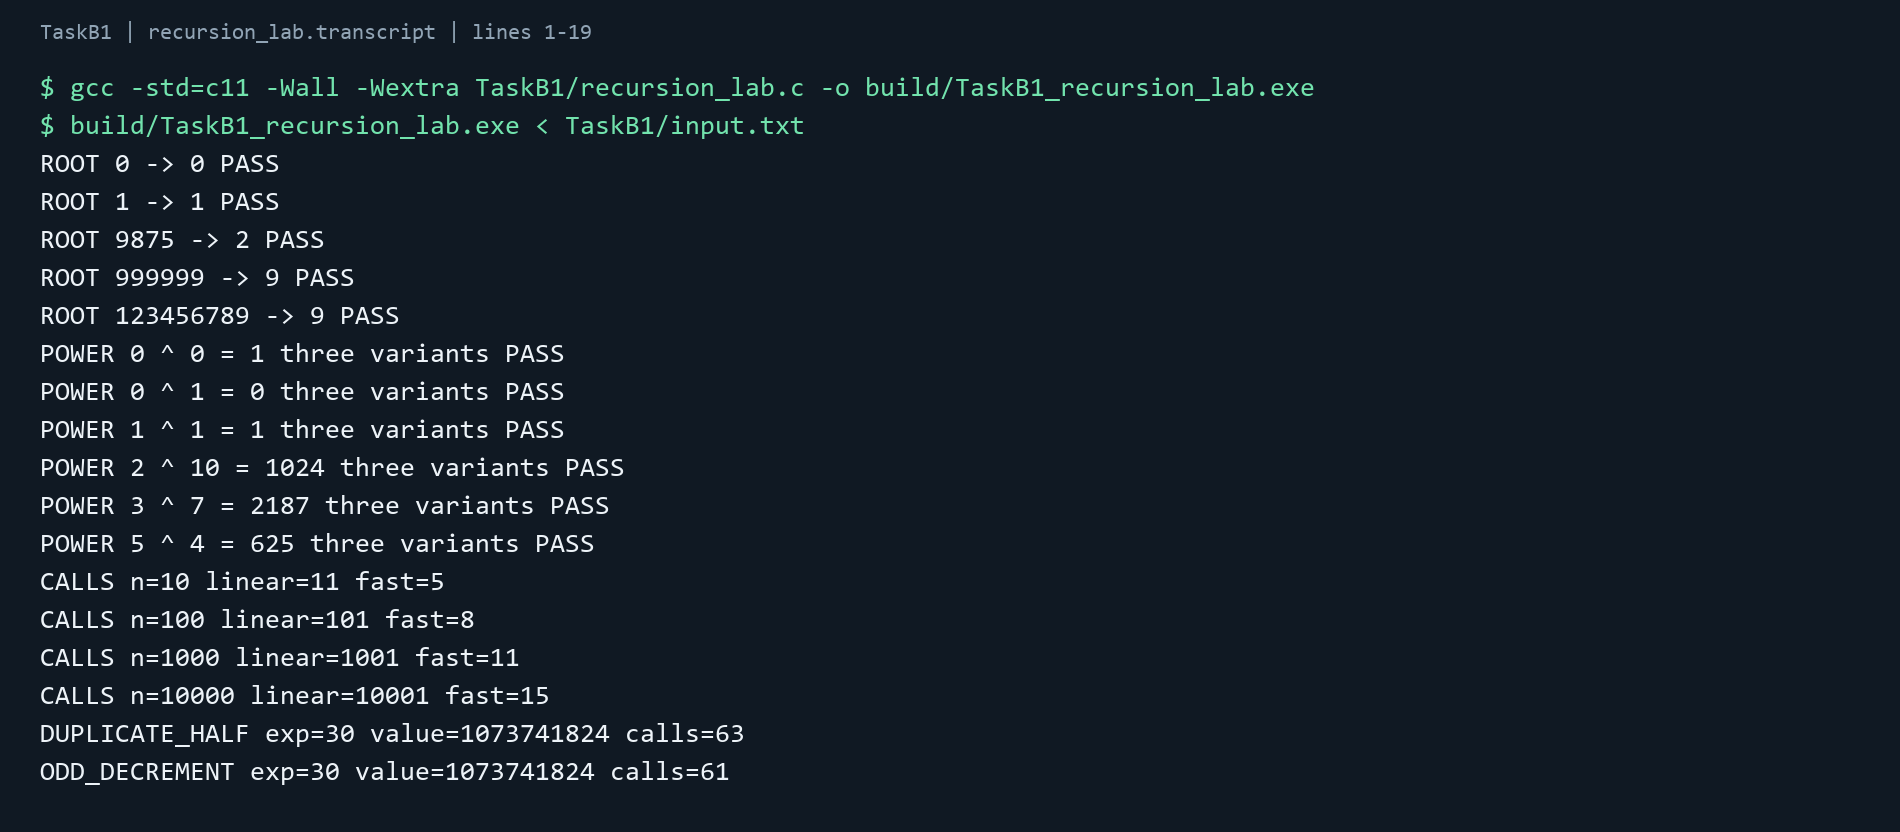 TaskB1 | recursion_lab.transcript | lines 1-19
$ gcc -std=c11 -Wall -Wextra TaskB1/recursion_lab.c -o build/TaskB1_recursion_lab.exe
$ build/TaskB1_recursion_lab.exe < TaskB1/input.txt
ROOT 0 -> 0 PASS
ROOT 1 -> 1 PASS
ROOT 9875 -> 2 PASS
ROOT 999999 -> 9 PASS
ROOT 123456789 -> 9 PASS
POWER 0 ^ 0 = 1 three variants PASS
POWER 0 ^ 1 = 0 three variants PASS
POWER 1 ^ 1 = 1 three variants PASS
POWER 2 ^ 10 = 1024 three variants PASS
POWER 3 ^ 7 = 2187 three variants PASS
POWER 5 ^ 4 = 625 three variants PASS
CALLS n=10 linear=11 fast=5
CALLS n=100 linear=101 fast=8
CALLS n=1000 linear=1001 fast=11
CALLS n=10000 linear=10001 fast=15
DUPLICATE_HALF exp=30 value=1073741824 calls=63
ODD_DECREMENT exp=30 value=1073741824 calls=61